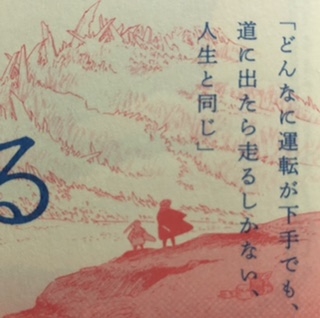 「どんなに運転が下手でも、
道に出たら走るしかない、
人生と同じ」
る